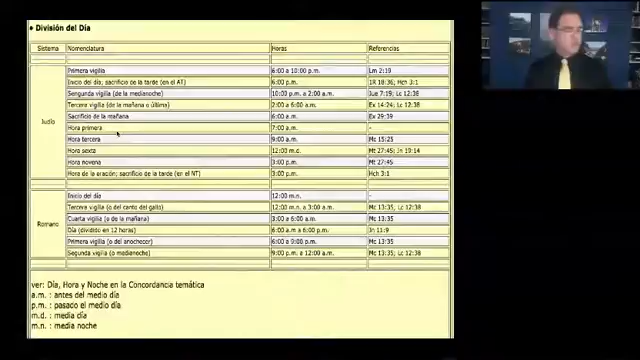 • División del Día
Sistema Nomenclatura Horas Referencias
Judío
Primera vigilia 6:00 a 10:00 p.m. Lm 2:19
Inicio del día; sacrificio de la tarde (en el AT) 6:00 p.m. 1R 18:36; Hch 3:1
Sengunda vigilia (de la medianoche) 10:00 p.m. a 2:00 a.m. Jue 7:19; Lc 12:38
Tercera vigilia (de la mañana o última) 2:00 a 6:00 a.m. Ex 14:24; Lc 12:38
Sacrificio de la mañana 6:00 a.m. Ex 29:39
Hora primera 7:00 a.m. -
Hora tercera 9:00 a.m. Mc 15:25
Hora sexta 12:00 m.d. Mt 27:45; Jn 19:14
Hora novena 3:00 p.m. Mt 27:45
Hora de la oración; sacrificio de la tarde (en el NT) 3:00 p.m. Hch 3:1
Romano
Inicio del día 12:00 m.n. -
Tercera vigilia (o del canto del gallo) 12:00 m.n. a 3:00 a.m. Mc 13:35; Lc 12:38
Cuarta vigilia (o de la mañana) 3:00 a 6:00 a.m. Mc 13:35
Día (dividido en 12 horas) 6:00 a.m a 6:00 p.m. Jn 11:9
Primera vigilia (o del anochecer) 6:00 a 9:00 p.m. Mc 13:35
Segunda vigilia (o medianoche) 9:00 p.m. a 12:00 a.m. Mc 13:35; Lc 12:38
ver: Día, Hora y Noche en la Concordancia temática
a.m. : antes del medio día
p.m. : pasado el medio día
m.d. : media día
m.n. : media noche